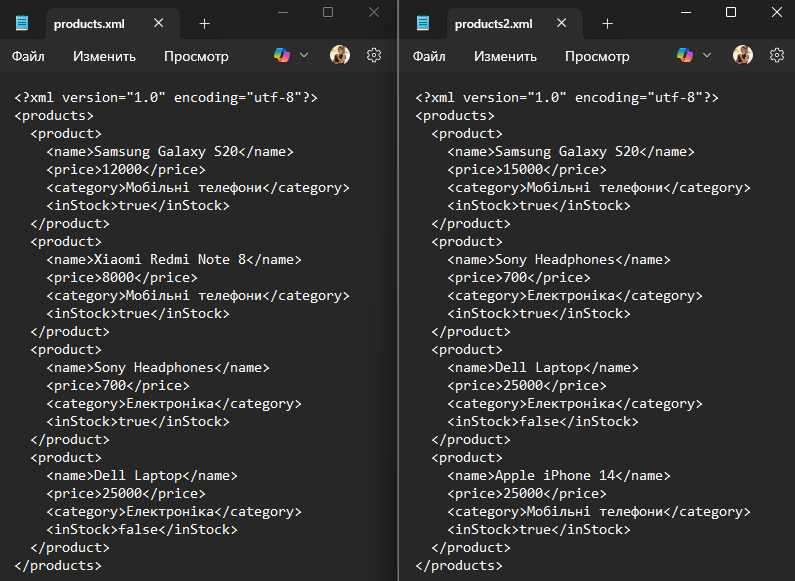 products.xml
Файл Изменить Просмотр
<?xml version="1.0" encoding="utf-8"?>
<products>
<product>
<name>Samsung Galaxy S20</name>
<price>12000</price>
<category>Мобільні телефони</category>
<inStock>true</inStock>
</product>
<product>
<name>Xiaomi Redmi Note 8</name>
<price>8000</price>
<category>Мобільні телефони</category>
<inStock>true</inStock>
</product>
<product>
<name>Sony Headphones</name>
<price>700</price>
<category>Електроніка</category>
<inStock>true</inStock>
</product>
<product>
<name>Dell Laptop</name>
<price>25000</price>
<category>Електроніка</category>
<inStock>false</inStock>
</product>
</products>
products2.xml
Файл Изменить Просмотр
<?xml version="1.0" encoding="utf-8"?>
<products>
<product>
<name>Samsung Galaxy S20</name>
<price>15000</price>
<category>Мобільні телефони</category>
<inStock>true</inStock>
</product>
<product>
<name>Sony Headphones</name>
<price>700</price>
<category>Електроніка</category>
<inStock>true</inStock>
</product>
<product>
<name>Dell Laptop</name>
<price>25000</price>
<category>Електроніка</category>
<inStock>false</inStock>
</product>
<product>
<name>Apple iPhone 14</name>
<price>25000</price>
<category>Мобільні телефони</category>
<inStock>true</inStock>
</product>
</products>